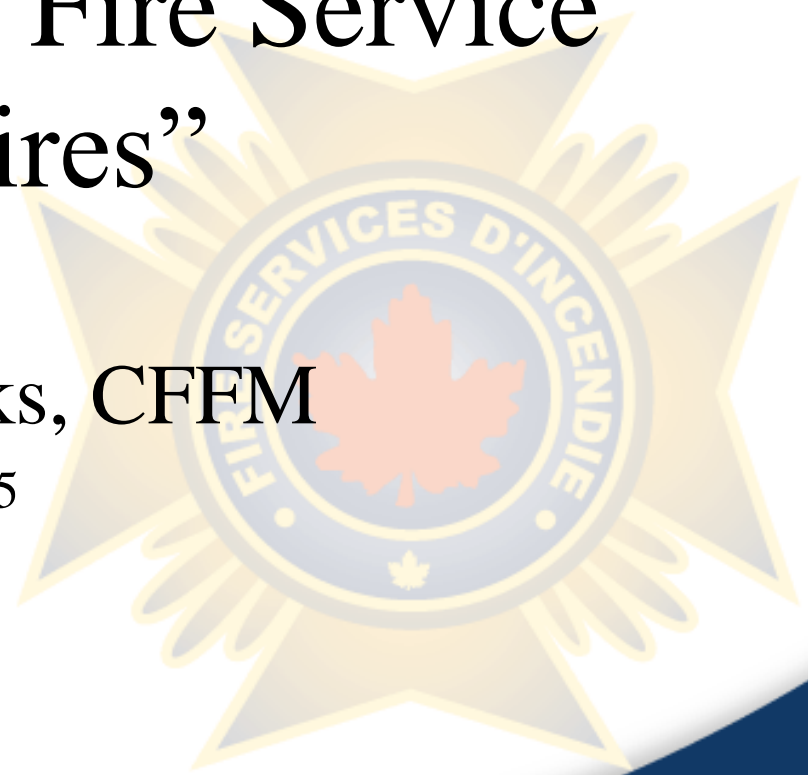 Fire Service
ires”
FIRE SERVICES D'INCENDIE
ks, CFFM
5